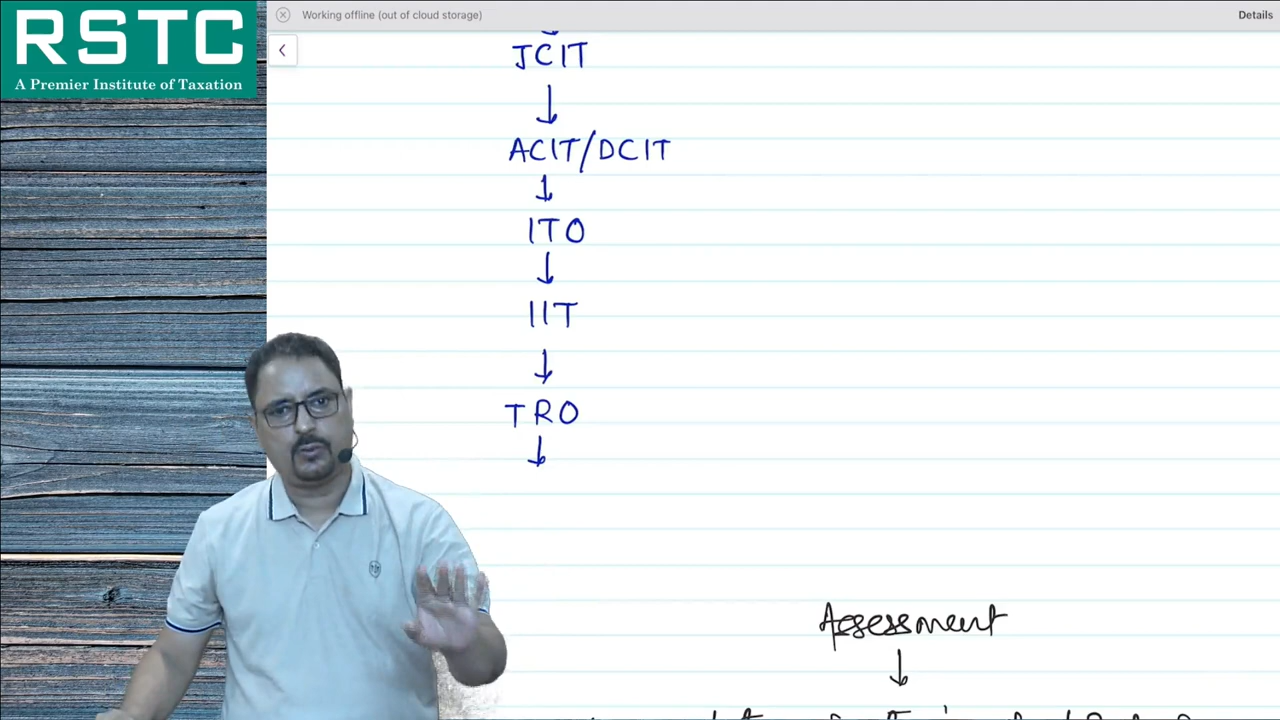 RSTC
A Premier Institute of Taxation
Working offline (out of cloud storage)
Details
JCIT
↓
ACIT/DCIT
↓
ITO
↓
IIT
↓
TRO
↓
Assessment
↓